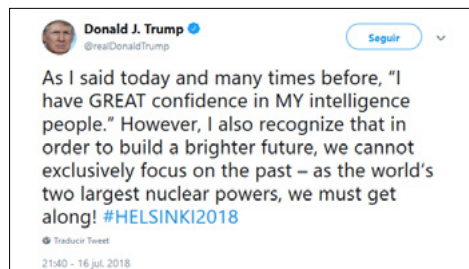 Donald J. Trump
Seguir
@realDonaldTrump
As I said today and many times before, “I
have GREAT confidence in MY intelligence
people.” However, I also recognize that in
order to build a brighter future, we cannot
exclusively focus on the past – as the world’s
two largest nuclear powers, we must get
along! #HELSINKI2018
Traducir Tweet
21:40 - 16 jul. 2018